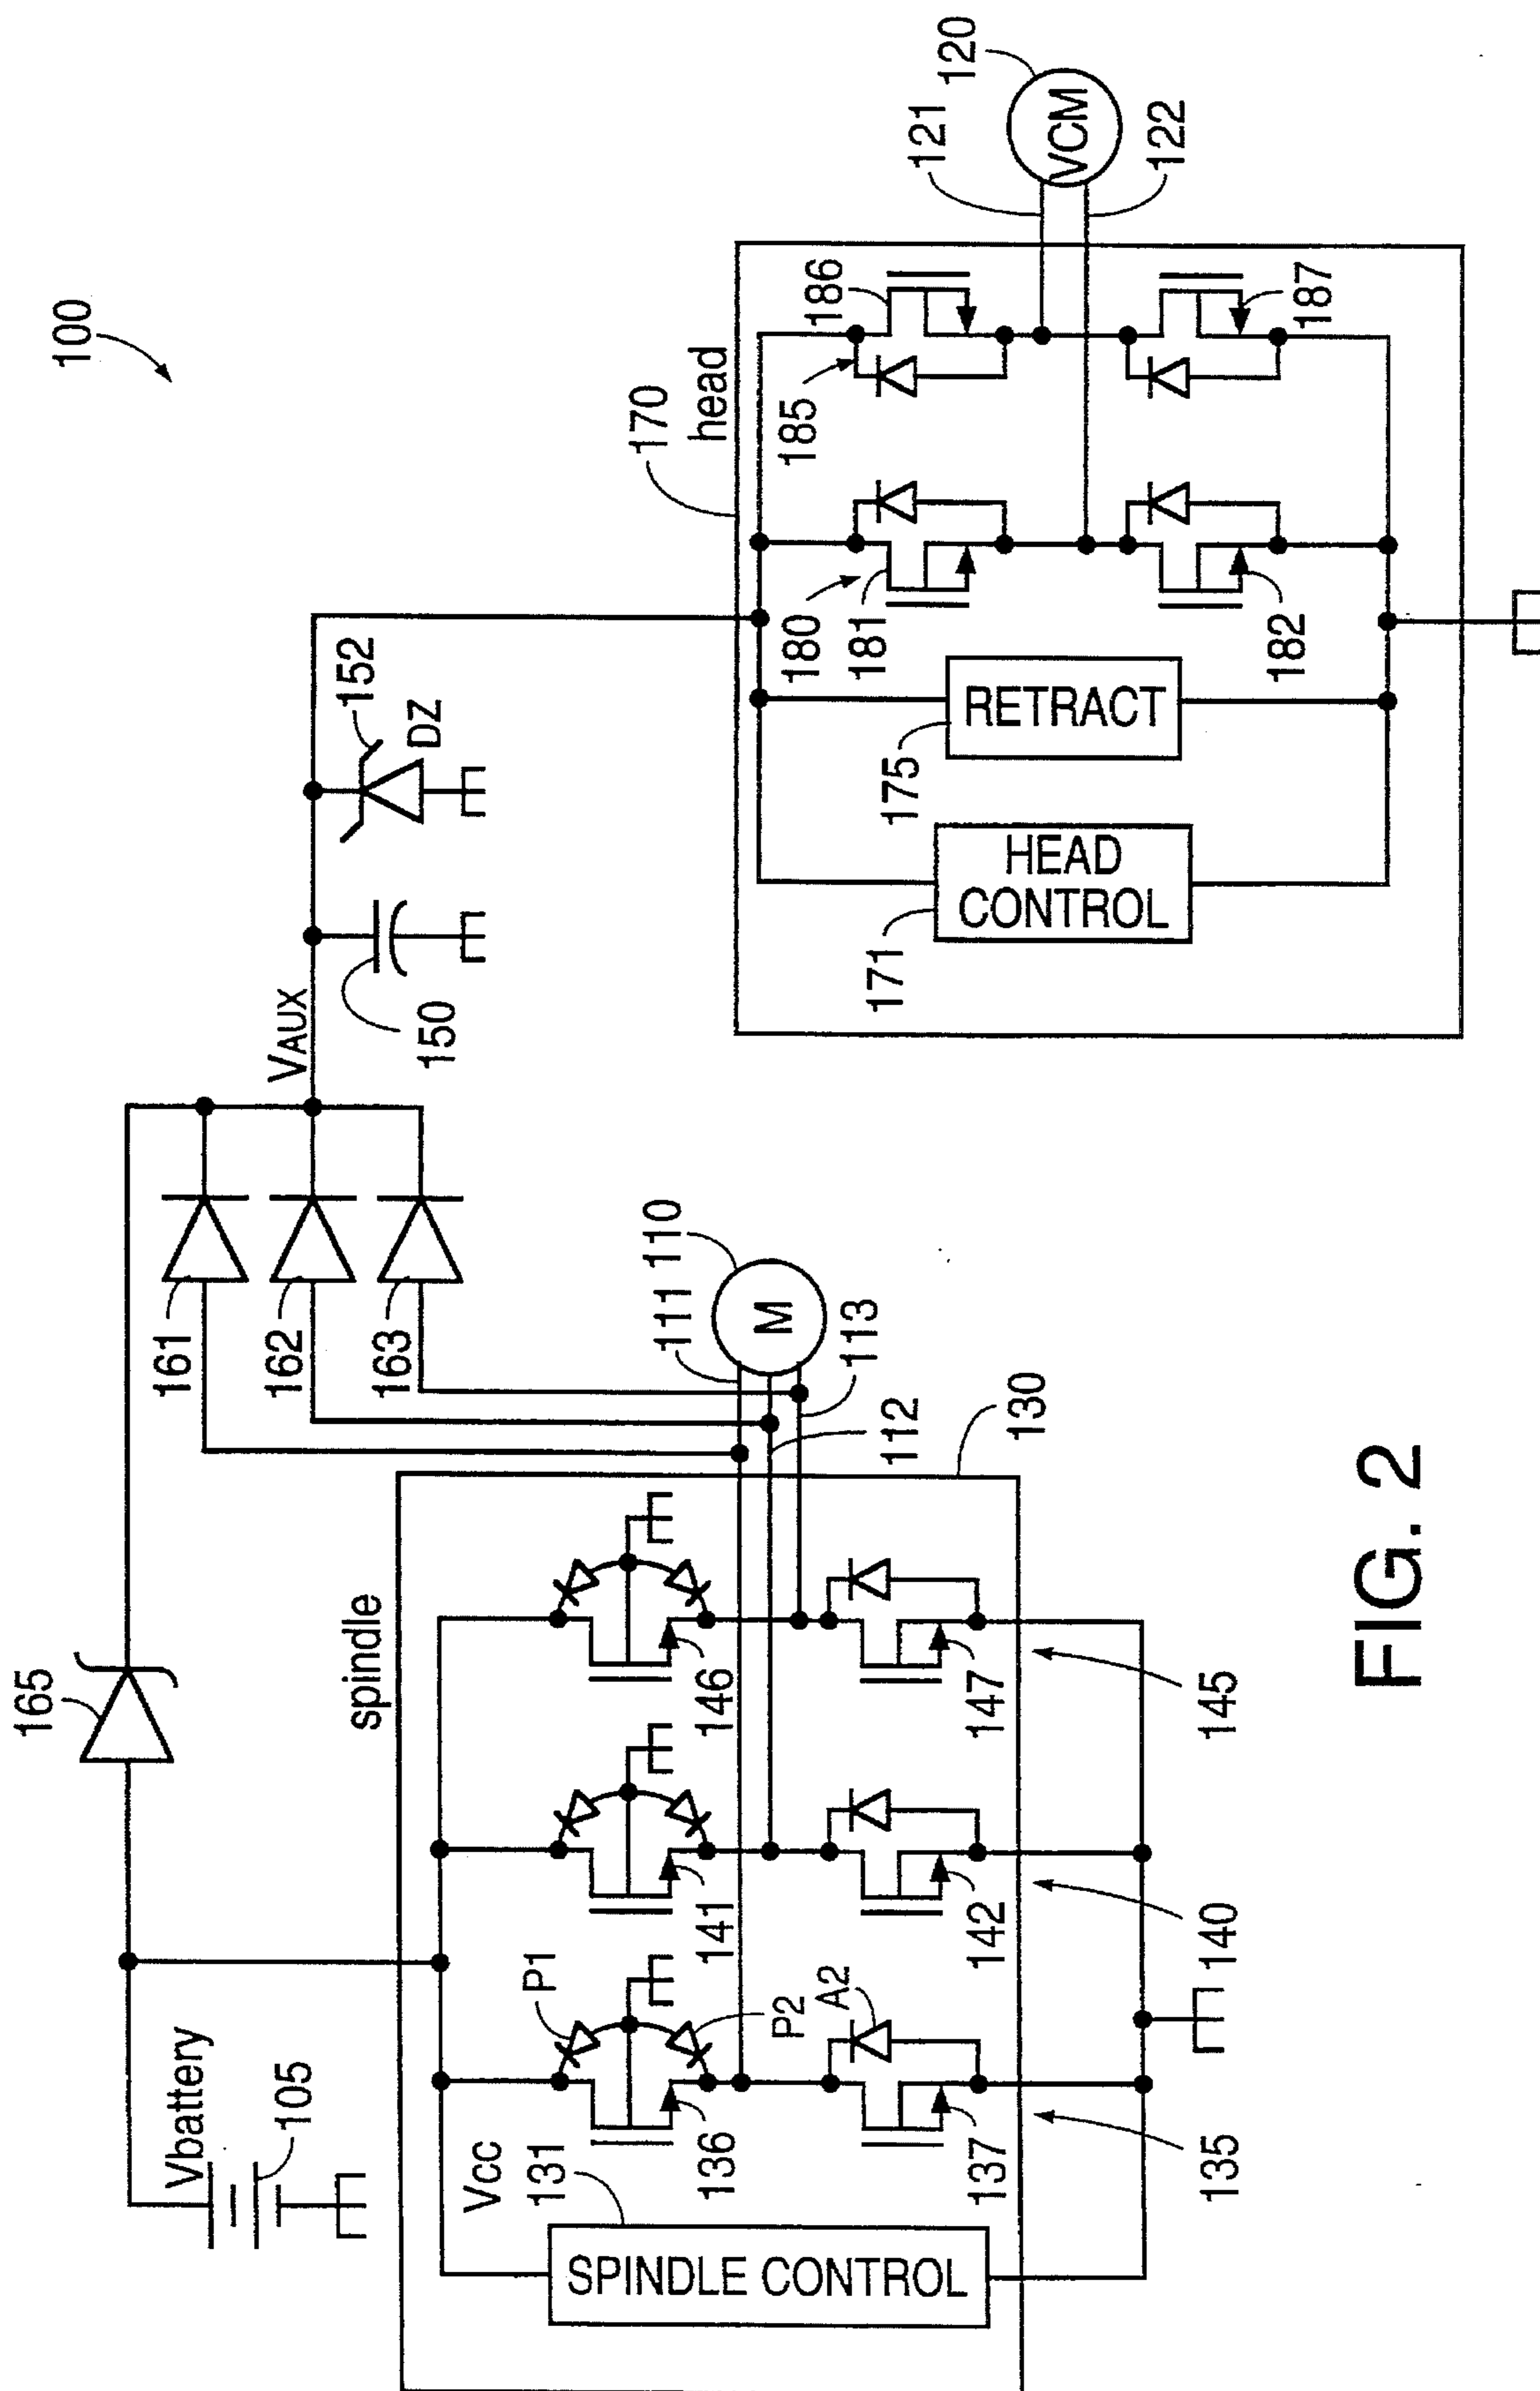 100
165
Vbattery
105
spindle
Vcc
131
SPINDLE CONTROL
P1
136
P2
A2
137
135
141
142
140
146
147
145
130
161
162
163
110
111
M
113
112
VAUX
150
152
DZ
170
head
171
HEAD
CONTROL
175
RETRACT
180
181
182
185
186
187
121
120
VCM
122
FIG. 2